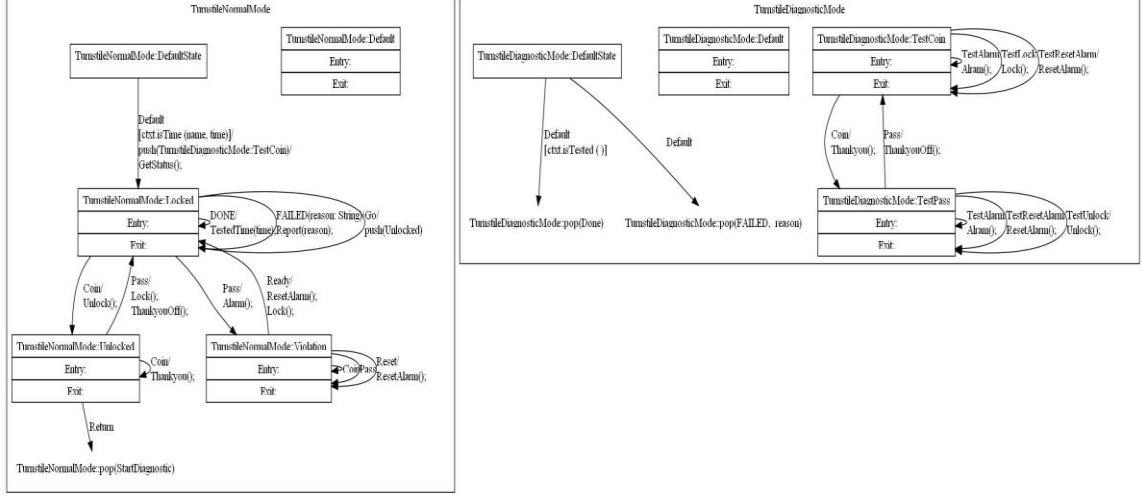 TurnstileNormalMode
TurnstileNormalMode::DefaultState
TurnstileNormalMode::Default
Entry:
Exit:
Default
[ctxt.isTime (name, time)]/
push(TurnstileDiagnosticMode::TestCoin)/
GetStatus();
TurnstileNormalMode::Locked
Entry:
Exit:
DONE/
TestedTime(time);
FAILED(reason: String)/
Report(reason);
Go/
push(Unlocked)
Coin/
Unlock();
Pass/
Lock();
ThankyouOff();
Pass/
Alarm();
Ready/
ResetAlarm();
Lock();
TurnstileNormalMode::Unlocked
Entry:
Exit:
Coin/
Thankyou();
TurnstileNormalMode::Violation
Entry:
Exit:
Coin
Pass
Reset/
ResetAlarm();
Return
TurnstileNormalMode::pop(StartDiagnostic)
TurnstileDiagnosticMode
TurnstileDiagnosticMode::DefaultState
TurnstileDiagnosticMode::Default
Entry:
Exit:
TurnstileDiagnosticMode::TestCoin
Entry:
Exit:
TestAlarm/
Alram();
TestLock/
Lock();
TestResetAlarm/
ResetAlarm();
Default
[ctxt.isTested ( )]
Default
Coin/
Thankyou();
Pass/
ThankyouOff();
TurnstileDiagnosticMode::pop(Done)
TurnstileDiagnosticMode::pop(FAILED, reason)
TurnstileDiagnosticMode::TestPass
Entry:
Exit:
TestAlarm/
Alram();
TestResetAlarm/
ResetAlarm();
TestUnlock/
Unlock();